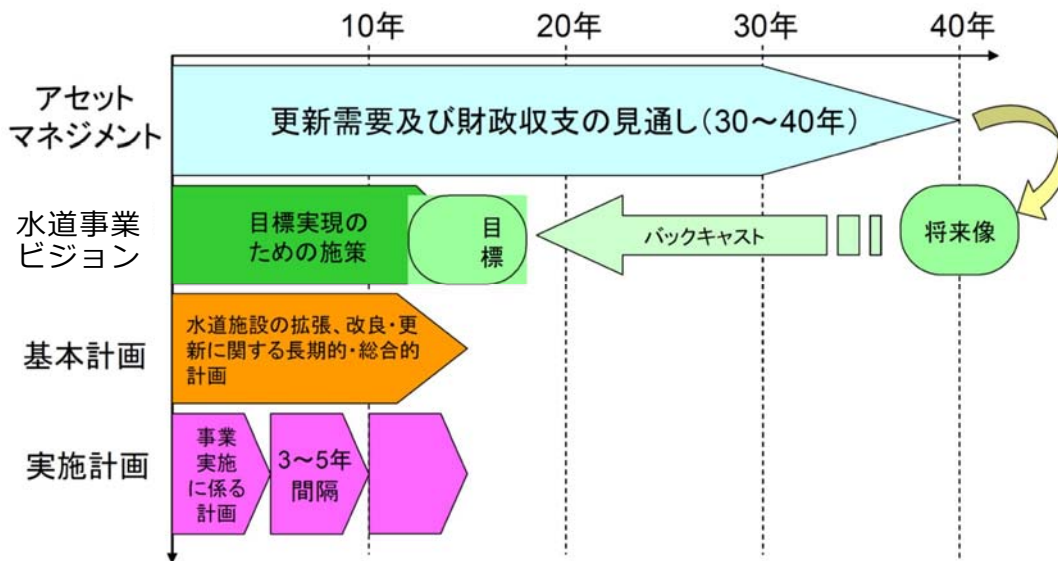 10年 20年 30年 40年
アセット
マネジメント
更新需要及び財政収支の見通し(30~40年)
水道事業
ビジョン
目標実現の
ための施策
目
標
バックキャスト
将来像
基本計画
水道施設の拡張、改良・更
新に関する長期的・総合的
計画
実施計画
事業
実施
に係る
計画
3~5年
間隔